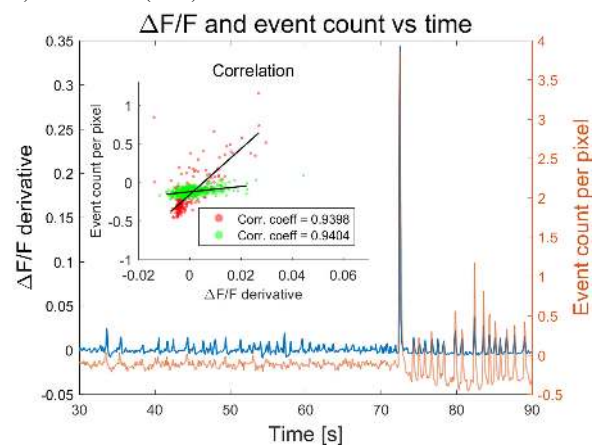 ΔF/F and event count vs time
0.35
0.3
0.25
0.2
0.15
0.1
0.05
0
-0.05
ΔF/F derivative
30 40 50 60 70 80 90
Time [s]
4
3.5
3
2.5
2
1.5
1
0.5
0
-0.5
Event count per pixel
Correlation
1
0.5
0
-0.5
-1
Event count per pixel
-0.02 0 0.02 0.04 0.06
ΔF/F derivative
Corr. coeff = 0.9398
Corr. coeff = 0.9404